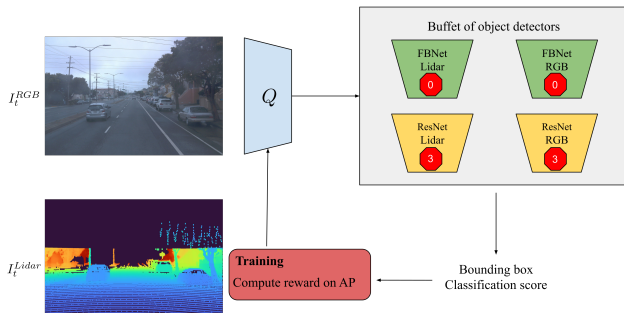 Buffet of object detectors
I_t^{RGB}
Q
FBNet
Lidar
0
FBNet
RGB
0
ResNet
Lidar
3
ResNet
RGB
3
I_t^{Lidar}
Training
Compute reward on AP
Bounding box
Classification score